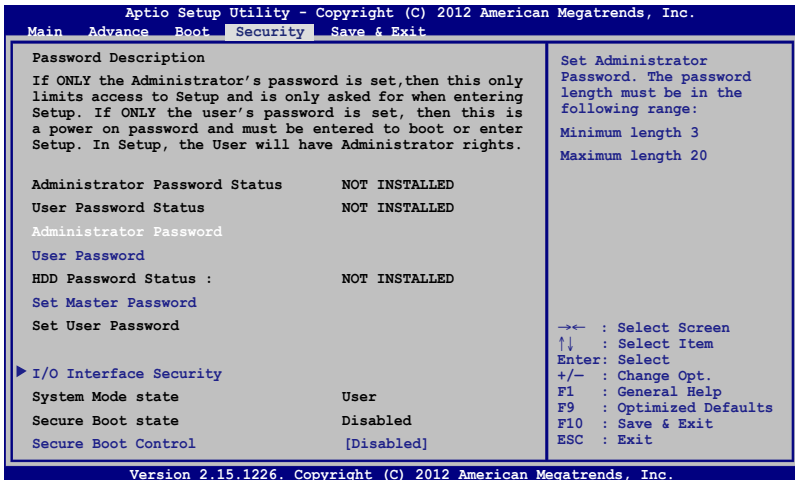 Aptio Setup Utility - Copyright (C) 2012 American Megatrends, Inc.
Main Advance Boot Security Save & Exit
Password Description
If ONLY the Administrator's password is set,then this only
limits access to Setup and is only asked for when entering
Setup. If ONLY the user's password is set, then this is
a power on password and must be entered to boot or enter
Setup. In Setup, the User will have Administrator rights.
Administrator Password Status NOT INSTALLED
User Password Status NOT INSTALLED
Administrator Password
User Password
HDD Password Status : NOT INSTALLED
Set Master Password
Set User Password
I/O Interface Security
System Mode state User
Secure Boot state Disabled
Secure Boot Control [Disabled]
Set Administrator
Password. The password
length must be in the
following range:
Minimum length 3
Maximum length 20
→← : Select Screen
↑↓ : Select Item
Enter: Select
+/— : Change Opt.
F1 : General Help
F9 : Optimized Defaults
F10 : Save & Exit
ESC : Exit
Version 2.15.1226. Copyright (C) 2012 American Megatrends, Inc.